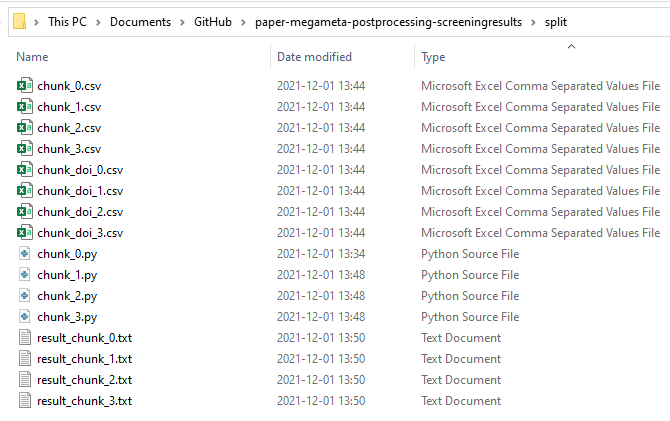 This PC > Documents > GitHub > paper-megameta-postprocessing-screeningresults > split
Name Date modified Type
chunk_0.csv 2021-12-01 13:44 Microsoft Excel Comma Separated Values File
chunk_1.csv 2021-12-01 13:44 Microsoft Excel Comma Separated Values File
chunk_2.csv 2021-12-01 13:44 Microsoft Excel Comma Separated Values File
chunk_3.csv 2021-12-01 13:44 Microsoft Excel Comma Separated Values File
chunk_doi_0.csv 2021-12-01 13:44 Microsoft Excel Comma Separated Values File
chunk_doi_1.csv 2021-12-01 13:44 Microsoft Excel Comma Separated Values File
chunk_doi_2.csv 2021-12-01 13:44 Microsoft Excel Comma Separated Values File
chunk_doi_3.csv 2021-12-01 13:44 Microsoft Excel Comma Separated Values File
chunk_0.py 2021-12-01 13:34 Python Source File
chunk_1.py 2021-12-01 13:48 Python Source File
chunk_2.py 2021-12-01 13:48 Python Source File
chunk_3.py 2021-12-01 13:48 Python Source File
result_chunk_0.txt 2021-12-01 13:50 Text Document
result_chunk_1.txt 2021-12-01 13:50 Text Document
result_chunk_2.txt 2021-12-01 13:50 Text Document
result_chunk_3.txt 2021-12-01 13:50 Text Document